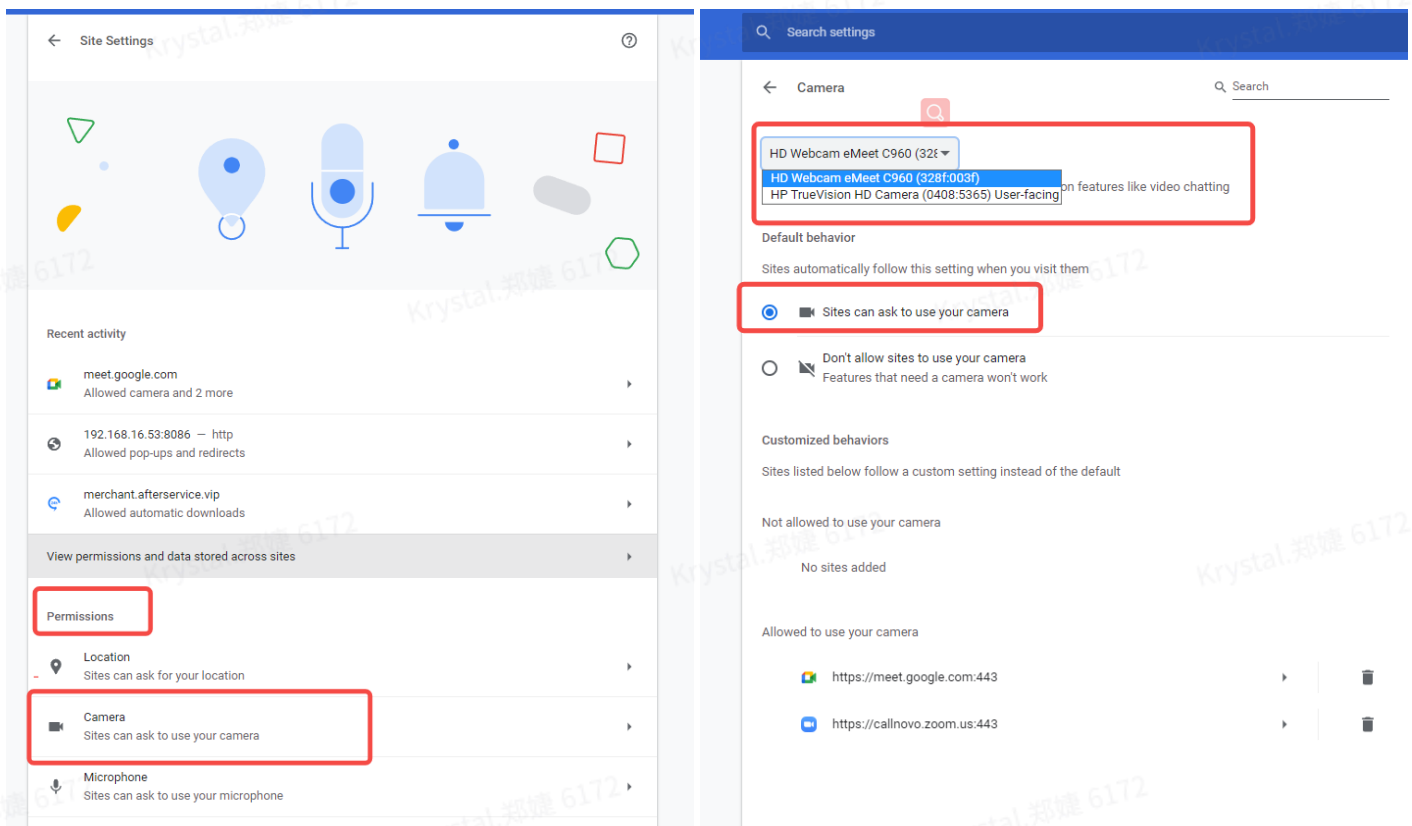 Site Settings
Recent activity
meet.google.com
Allowed camera and 2 more
192.168.16.53:8086 — http
Allowed pop-ups and redirects
merchant.afterservice.vip
Allowed automatic downloads
View permissions and data stored across sites
Permissions
Location
Sites can ask for your location
Camera
Sites can ask to use your camera
Microphone
Sites can ask to use your microphone
Search settings
Camera
Search
HD Webcam eMeet C960 (328
HD Webcam eMeet C960 (328f:003f)
on features like video chatting
HP TrueVision HD Camera (0408:5365) User-facing
Default behavior
Sites automatically follow this setting when you visit them
Sites can ask to use your camera
Don't allow sites to use your camera
Features that need a camera won't work
Customized behaviors
Sites listed below follow a custom setting instead of the default
Not allowed to use your camera
No sites added
Allowed to use your camera
https://meet.google.com:443
https://callnovo.zoom.us:443
Krystal.郑婕 6172